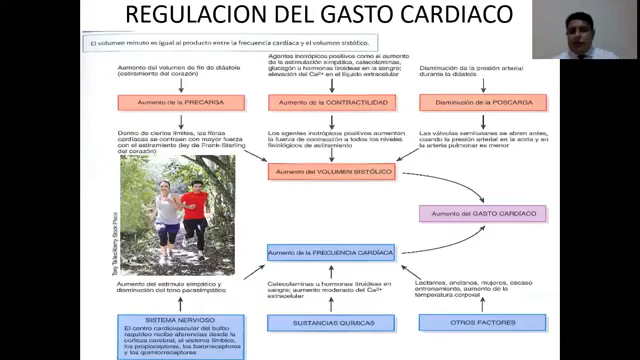 REGULACION DEL GASTO CARDIACO
El volumen minuto es igual al producto entre la frecuencia cardíaca y el volumen sistólico.
Aumento del volumen de fin de diástole
(estiramiento del corazón)
Agentes inotrópicos positivos como el aumento
de la estimulación simpática, catecolaminas,
glucagón u hormonas tiroideas en la sangre;
elevación del Ca²⁺ en el líquido extracelular
Disminución de la presión arterial
durante la diástole
Aumento de la PRECARGA
Aumento de la CONTRACTILIDAD
Disminución de la POSCARGA
Dentro de ciertos límites, las fibras
cardíacas se contraen con mayor fuerza
con el estiramiento (ley de Frank-Starling
del corazón)
Los agentes inotrópicos positivos aumentan
la fuerza de contracción a todos los niveles
fisiológicos de estiramiento
Las válvulas semilunares se abren antes,
cuando la presión arterial en la aorta y en
la arteria pulmonar es menor
Aumento del VOLUMEN SISTÓLICO
Aumento del GASTO CARDÍACO
Aumento de la FRECUENCIA CARDÍACA
Aumento del estímulo simpático y
disminución del tono parasimpático
Catecolaminas u hormonas tiroideas en
sangre; aumento moderado del Ca²⁺
extracelular
Lactantes, ancianos, mujeres, escaso
entrenamiento, aumento de la
temperatura corporal
SISTEMA NERVIOSO
El centro cardiovascular del bulbo
raquídeo recibe aferencias desde
la corteza cerebral, el sistema límbico,
los propioceptores, los barorreceptores
y los quimiorreceptores
SUSTANCIAS QUÍMICAS
OTROS FACTORES